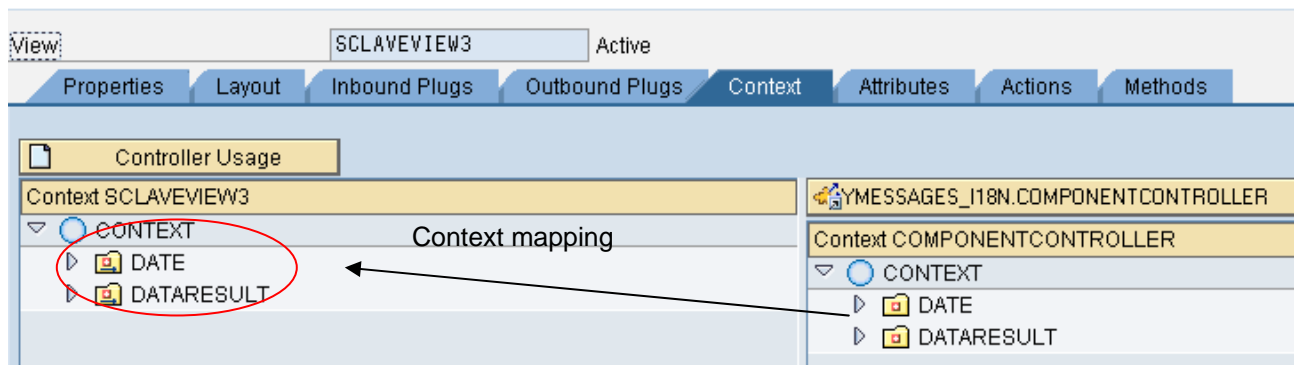 View SCLAVEVIEW3 Active
Properties Layout Inbound Plugs Outbound Plugs Context Attributes Actions Methods
Controller Usage
Context SCLAVEVIEW3
CONTEXT
DATE
DATARESULT
Context mapping
YMESSAGES_I18N.COMPONENTCONTROLLER
Context COMPONENTCONTROLLER
CONTEXT
DATE
DATARESULT